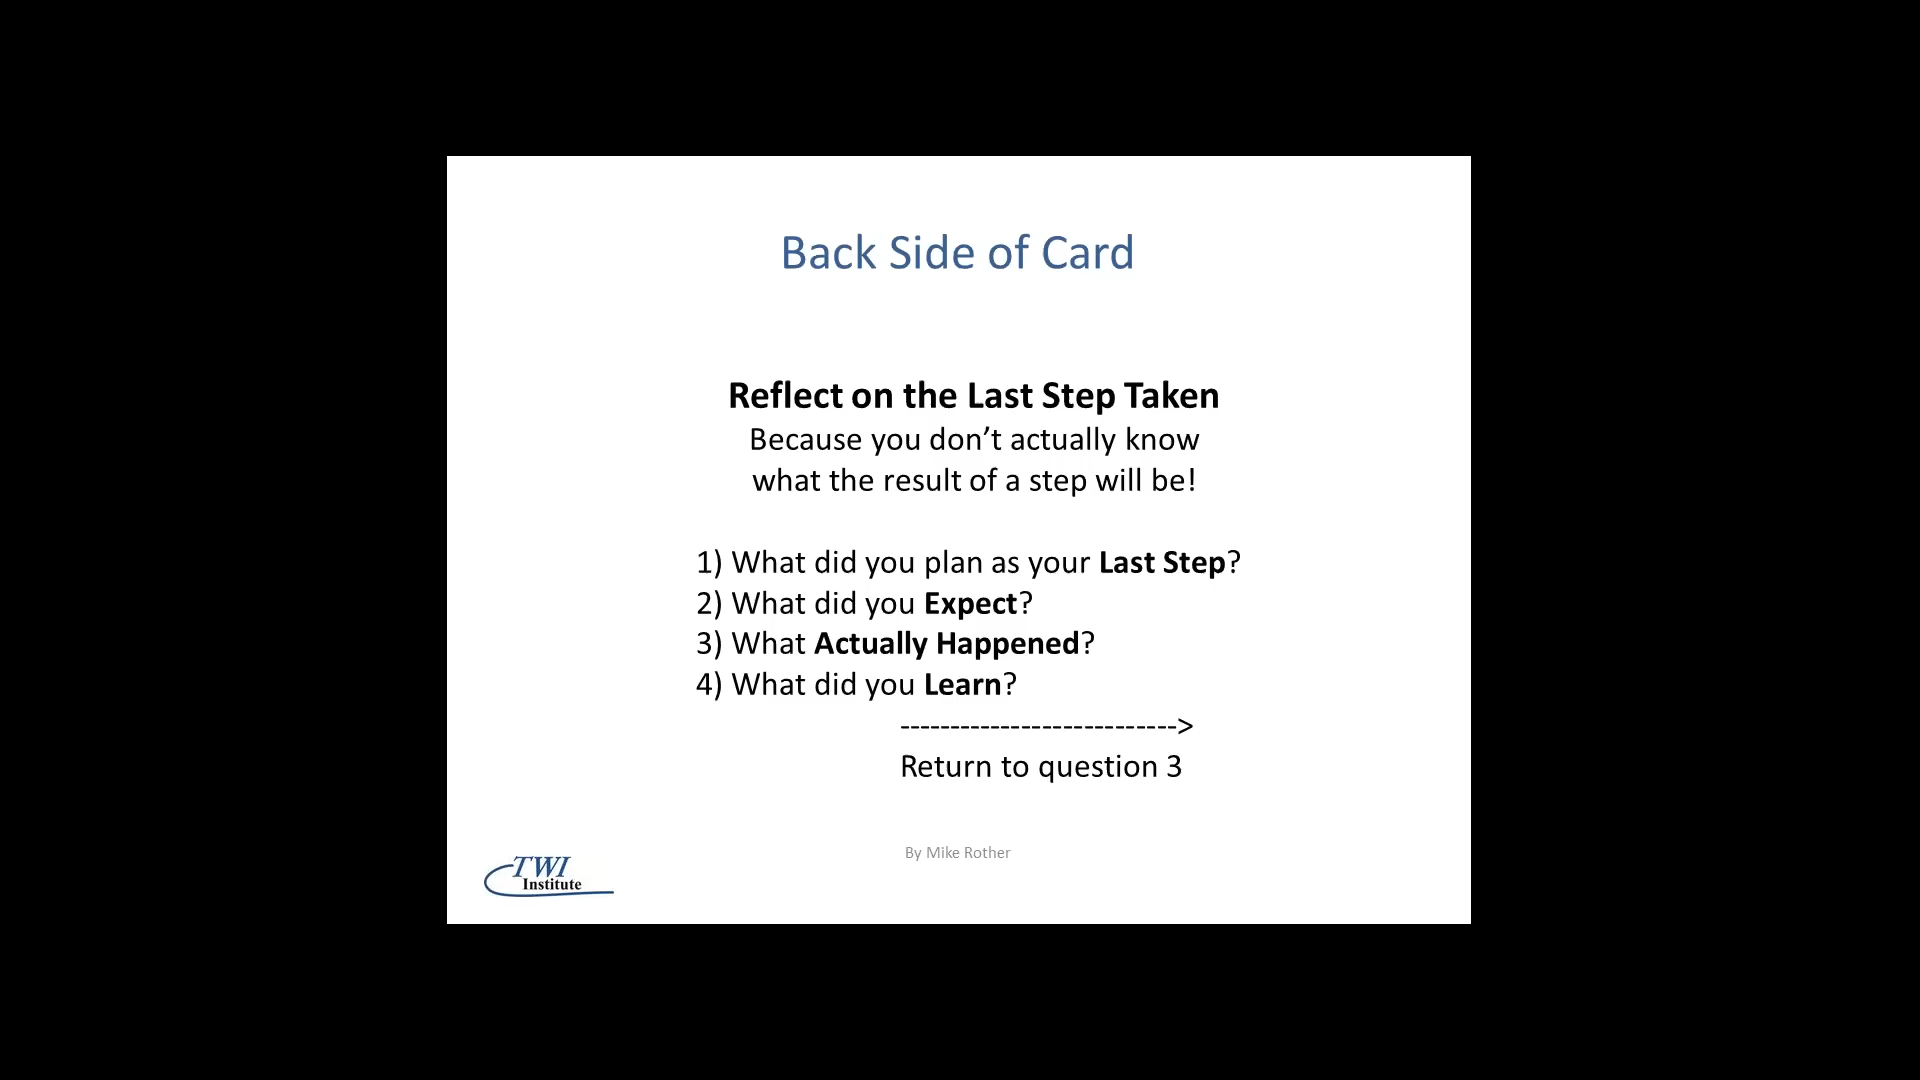 Back Side of Card
Reflect on the Last Step Taken
Because you don’t actually know
what the result of a step will be!
1) What did you plan as your Last Step?
2) What did you Expect?
3) What Actually Happened?
4) What did you Learn?
--------------------------->
Return to question 3
By Mike Rother
TWI
Institute